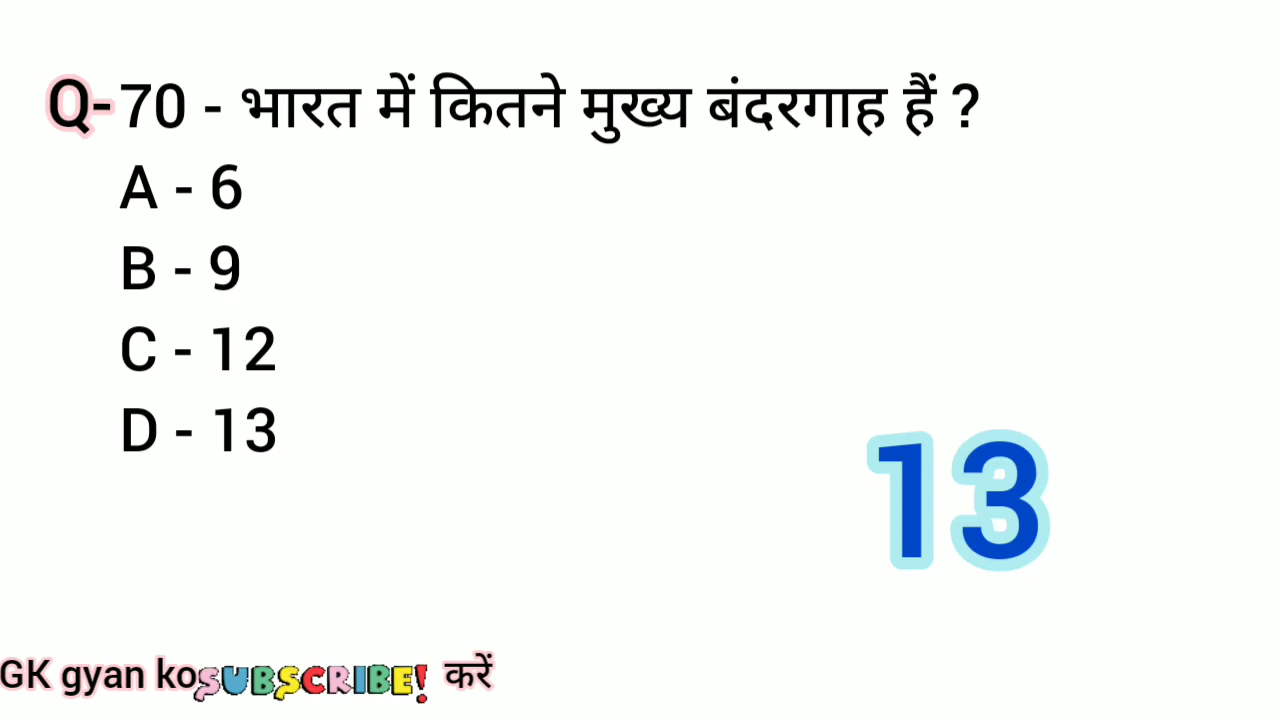 Q-70 - भारत में कितने मुख्य बंदरगाह हैं ?
A - 6
B - 9
C - 12
D - 13
13
GK gyan ko SUBSCRIBE! करें